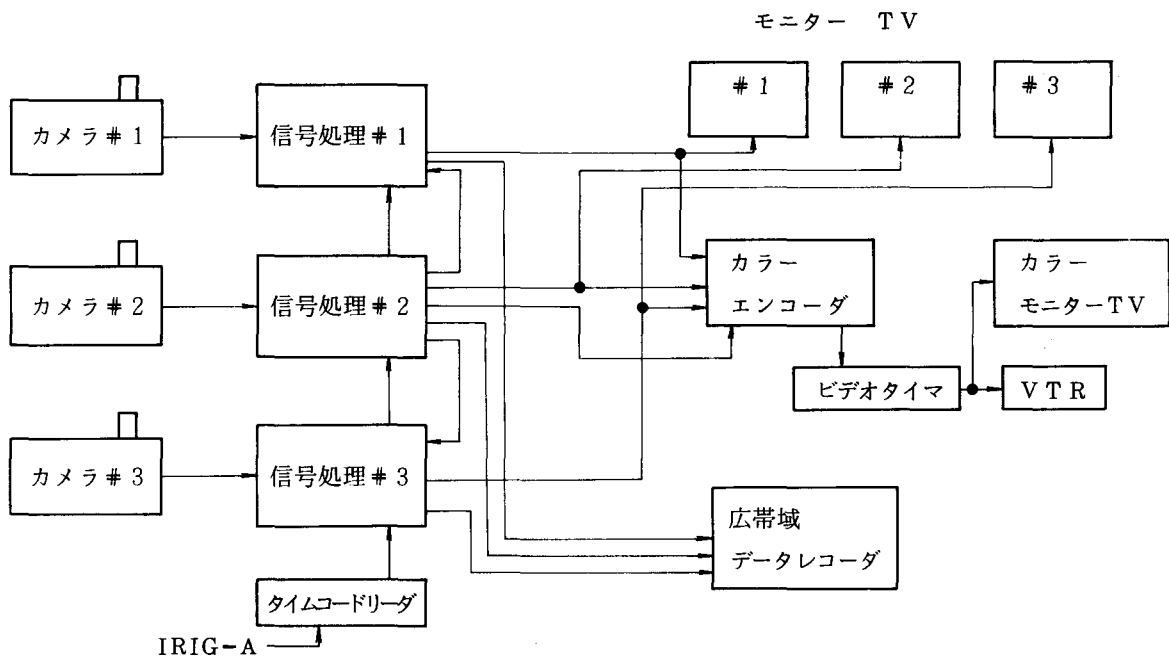 モニター TV
#1
#2
#3
カメラ#1
信号処理#1
カメラ#2
信号処理#2
カラー
エンコーダ
カラー
モニターTV
ビデオタイマ
VTR
カメラ#3
信号処理#3
広帯域
データレコーダ
タイムコードリーダ
IRIG-A